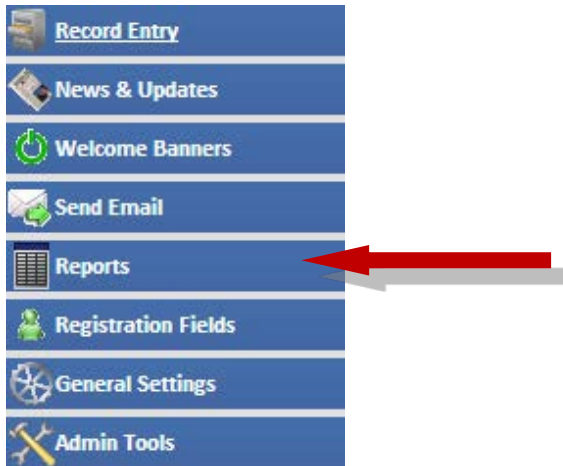 Record Entry
News & Updates
Welcome Banners
Send Email
Reports
Registration Fields
General Settings
Admin Tools